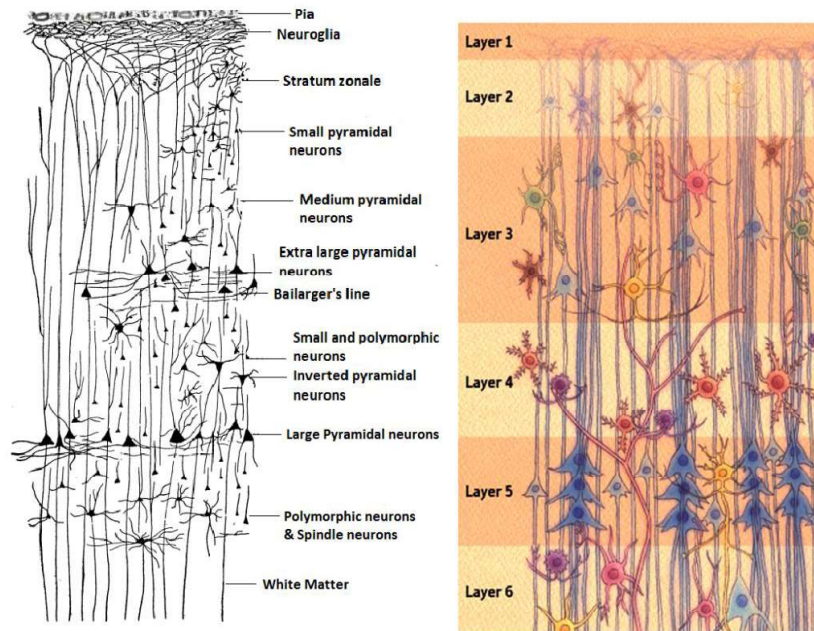 Pia
Neuroglia
Stratum zonale
Small pyramidal
neurons
Medium pyramidal
neurons
Extra large pyramidal
neurons
Bailarger's line
Small and polymorphic
neurons
Inverted pyramidal
neurons
Large Pyramidal neurons
Polymorphic neurons
& Spindle neurons
White Matter
Layer 1
Layer 2
Layer 3
Layer 4
Layer 5
Layer 6